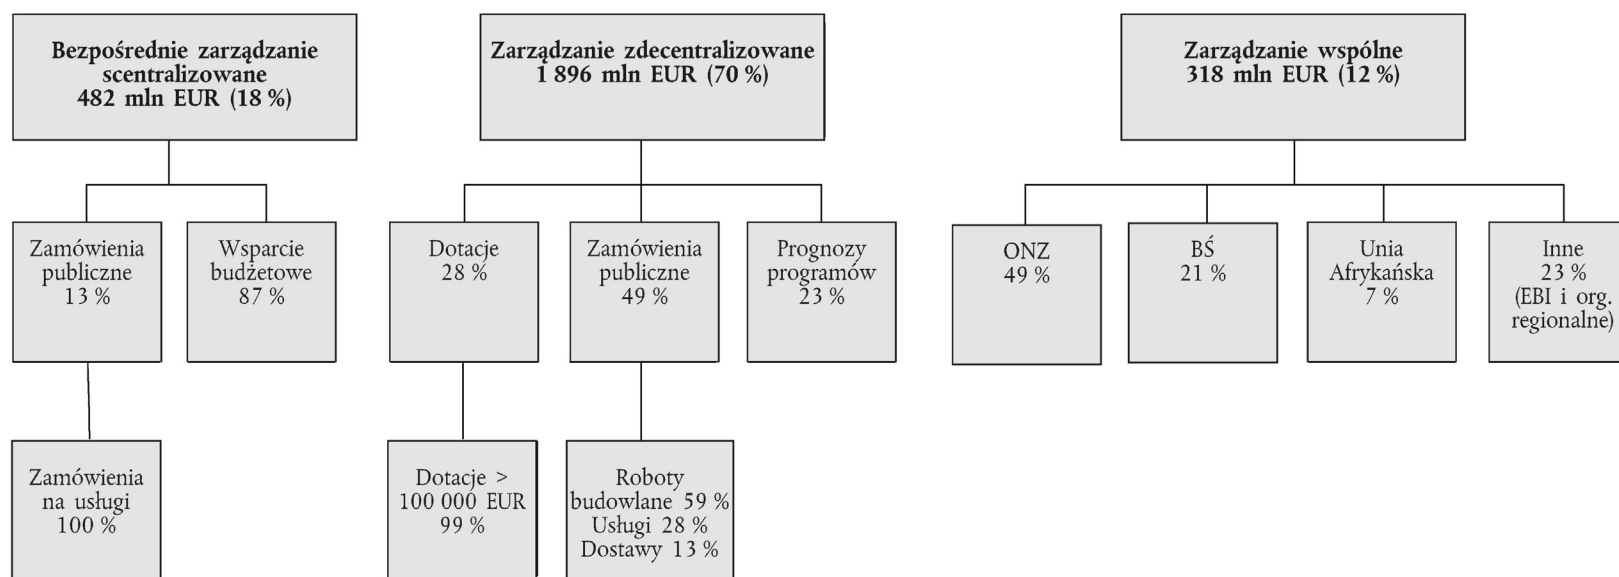 Bezpośrednie zarządzanie
scentralizowane
482 mln EUR (18 %)
Zarządzanie zdecentralizowane
1 896 mln EUR (70 %)
Zarządzanie wspólne
318 mln EUR (12 %)
Zamówienia
publiczne
13 %
Wsparcie
budżetowe
87 %
Dotacje
28 %
Zamówienia
publiczne
49 %
Prognozy
programów
23 %
ONZ
49 %
BŚ
21 %
Unia
Afrykańska
7 %
Inne
23 %
(EBI i org.
regionalne)
Zamówienia
na usługi
100 %
Dotacje >
100 000 EUR
99 %
Roboty
budowlane 59 %
Usługi 28 %
Dostawy 13 %